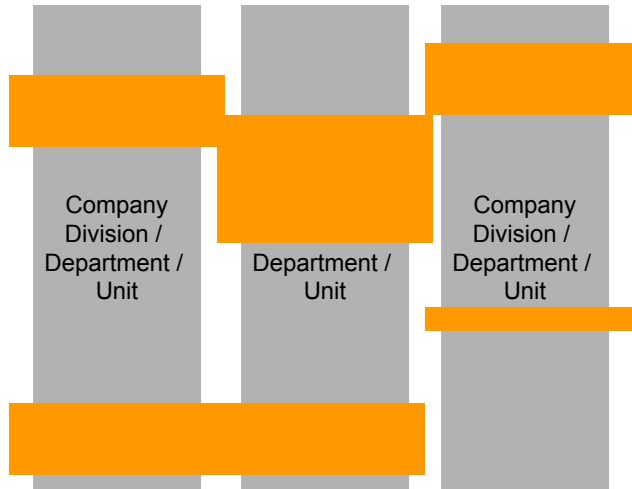 Company
Division /
Department /
Unit
Department /
Unit
Company
Division /
Department /
Unit